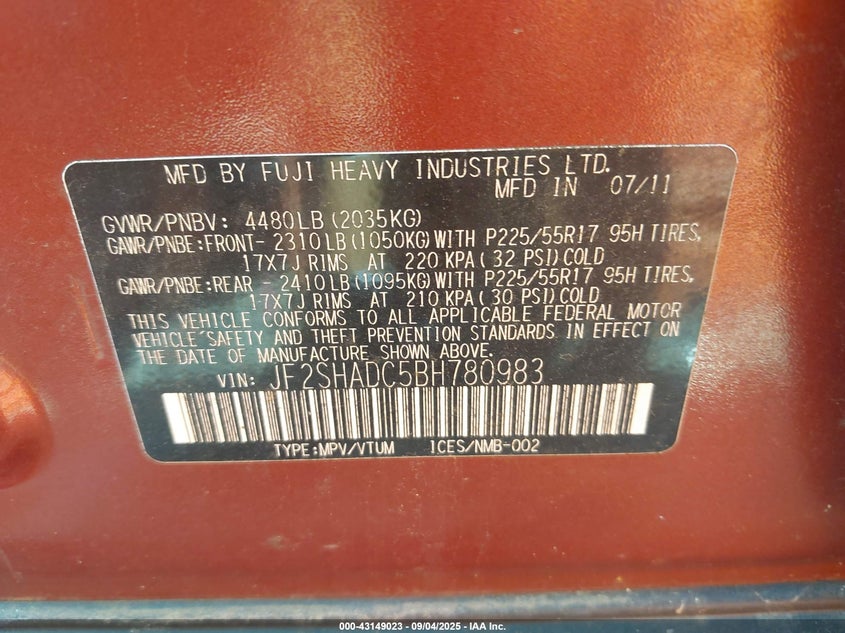 MFD BY FUJI HEAVY INDUSTRIES LTD.
MFD IN 07/11
GVWR/PNBV: 4480LB(2035KG)
GAWR/PNBE:FRONT- 2310LB(1050KG)WITH P225/55R17 95H TIRES,
17X7J RIMS AT 220 KPA( 32 PSI)COLD
GAWR/PNBE:REAR - 2410LB(1095KG)WITH P225/55R17 95H TIRES,
17X7J RIMS AT 210 KPA( 30 PSI)COLD
THIS VEHICLE CONFORMS TO ALL APPLICABLE FEDERAL MOTOR
VEHICLE SAFETY AND THEFT PREVENTION STANDARDS IN EFFECT ON
THE DATE OF MANUFACTURE SHOWN ABOVE.
VIN: JF2SHADC5BH780983
TYPE:MPV/VTUM ICES/NMB-002
000-43149023 - 09/04/2025 - IAA Inc.